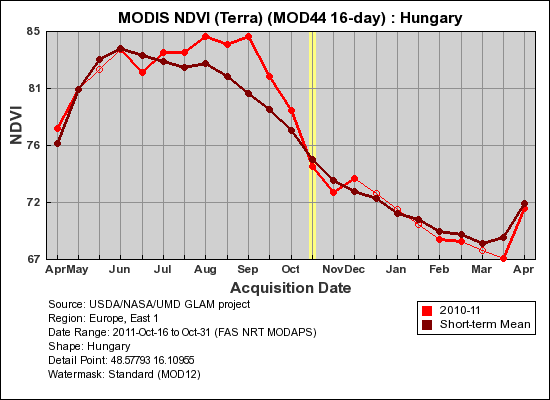 MODIS NDVI (Terra) (MOD44 16-day) : Hungary
85
81
76
72
67
NDVI
Apr May Jun Jul Aug Sep Oct Nov Dec Jan Feb Mar Apr
Acquisition Date
Source: USDA/NASA/UMD GLAM project
Region: Europe, East 1
Date Range: 2011-Oct-16 to Oct-31 (FAS NRT MODAPS)
Shape: Hungary
Detail Point: 48.57793 16.10955
Watermask: Standard (MOD12)
2010-11
Short-term Mean